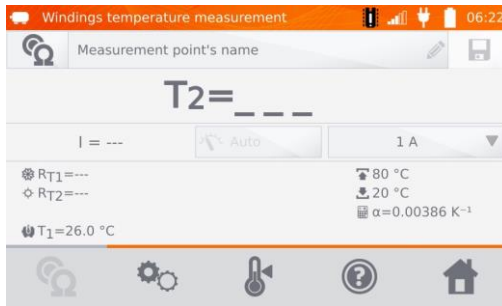 Windings temperature measurement 06:22
Measurement point's name
T2=_ _ _
I = --- Auto 1 A
RT1=--- 80 °C
RT2=--- 20 °C
α=0.00386 K⁻¹
T1=26.0 °C